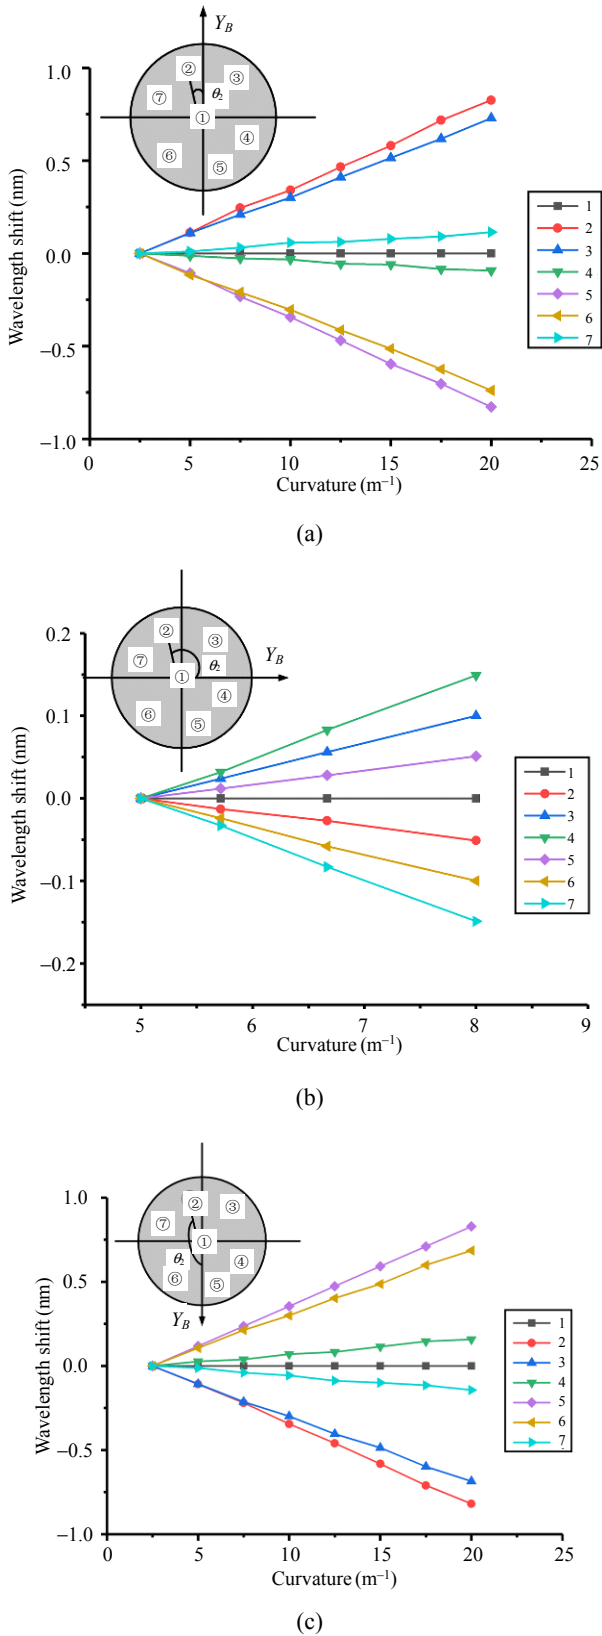 Y_B
② ③
θ₂
⑦
①
④
⑥ ⑤
1.0
0.5
0.0
−0.5
−1.0
Wavelength shift (nm)
1
2
3
4
5
6
7
0 5 10 15 20 25
Curvature (m⁻¹)
(a)
② ③
Y_B
⑦ θ₂
①
④
⑥ ⑤
0.2
0.1
0.0
−0.1
−0.2
Wavelength shift (nm)
1
2
3
4
5
6
7
5 6 7 8 9
Curvature (m⁻¹)
(b)
② ③
⑦
①
θ₂ ④
⑥ ⑤
Y_B
1.0
0.5
0.0
−0.5
−1.0
Wavelength shift (nm)
1
2
3
4
5
6
7
0 5 10 15 20 25
Curvature (m⁻¹)
(c)